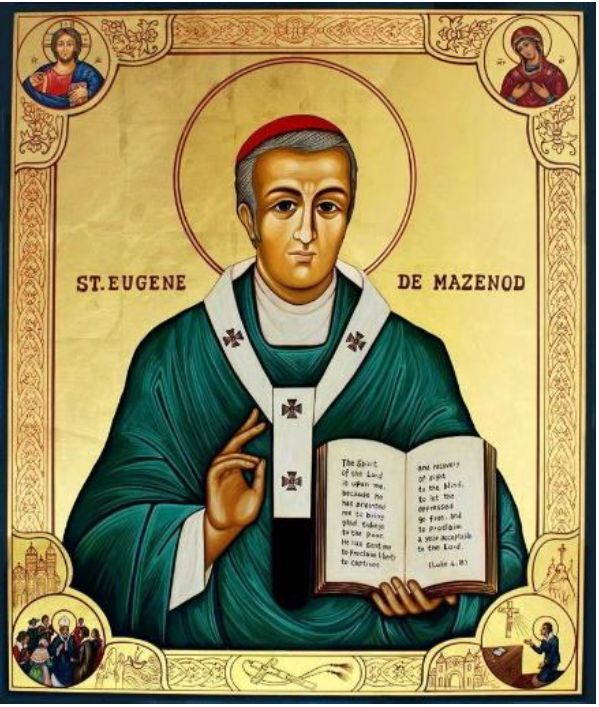 ST. EUGENE
DE MAZENOD
The Spirit
of the Lord
is upon me,
because He
has anointed
me to bring
glad tidings
to the poor.
He has sent me
to proclaim liberty
to captives
and recovery
of sight
to the blind,
to let the
oppressed
go free, and
to proclaim
a year acceptable
to the Lord.
(Luke 4, 18)